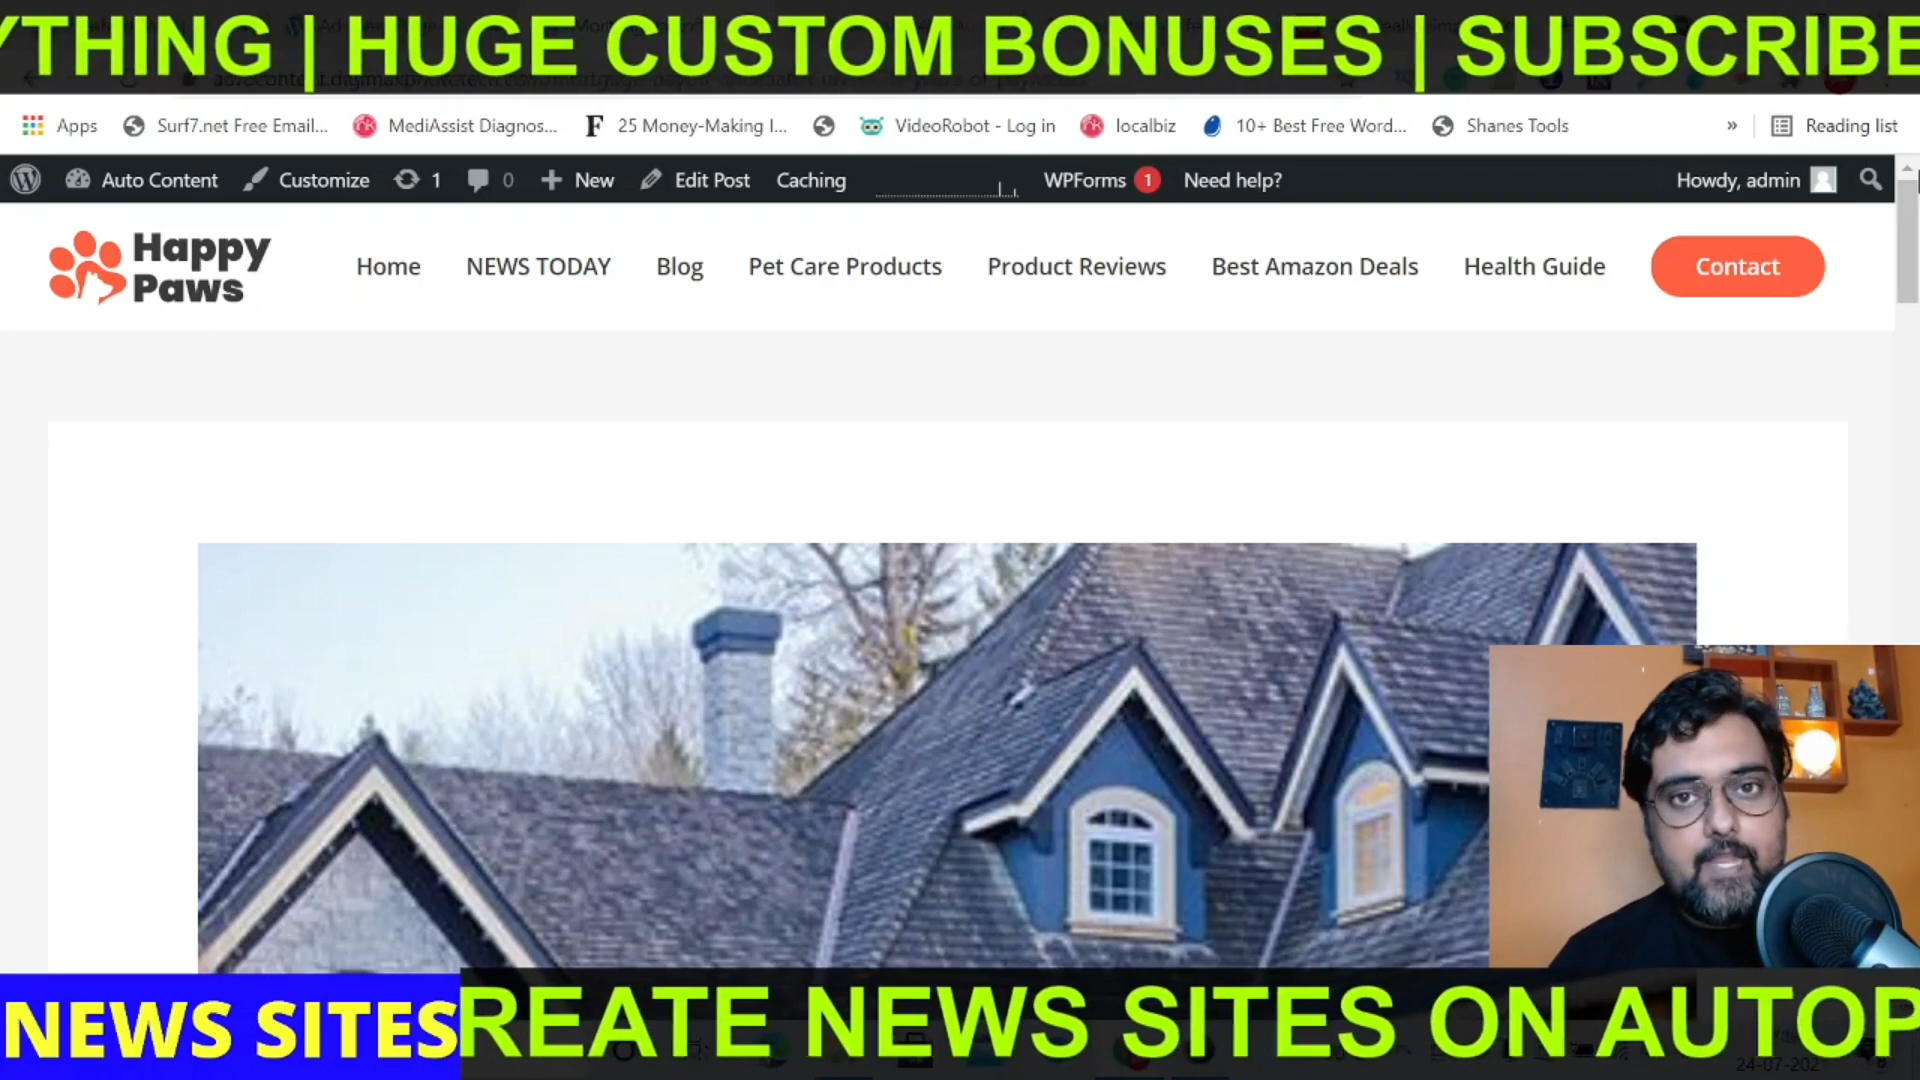 YTHING | HUGE CUSTOM BONUSES | SUBSCRIBE
Apps Surf7.net Free Email... MediAssist Diagnos... 25 Money-Making I... VideoRobot - Log in localbiz 10+ Best Free Word... Shanes Tools » Reading list
Auto Content Customize 1 0 New Edit Post Caching WPForms 1 Need help? Howdy, admin
Happy
Paws
Home NEWS TODAY Blog Pet Care Products Product Reviews Best Amazon Deals Health Guide Contact
NEWS SITES REATE NEWS SITES ON AUTOP
24-07-202